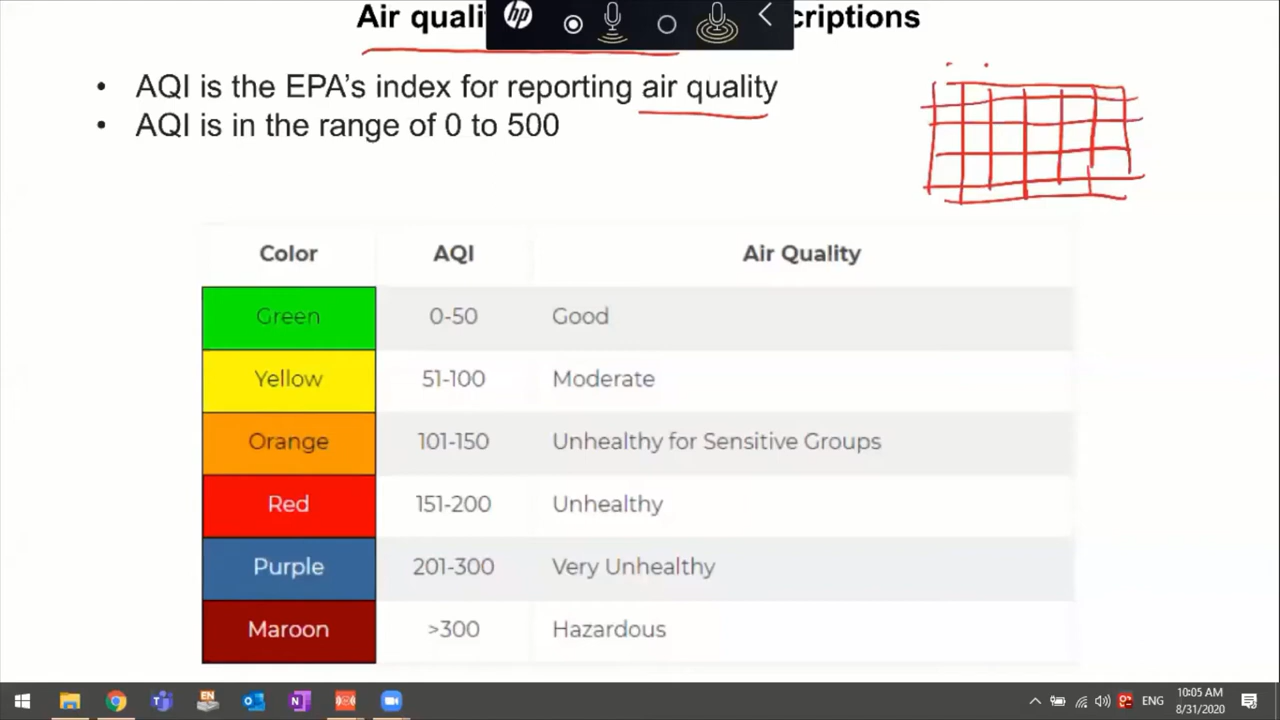 Air quali criptions
hp
• AQI is the EPA's index for reporting air quality
• AQI is in the range of 0 to 500
Color AQI Air Quality
Green 0-50 Good
Yellow 51-100 Moderate
Orange 101-150 Unhealthy for Sensitive Groups
Red 151-200 Unhealthy
Purple 201-300 Very Unhealthy
Maroon >300 Hazardous
EN
ENG
10:05 AM
8/31/2020